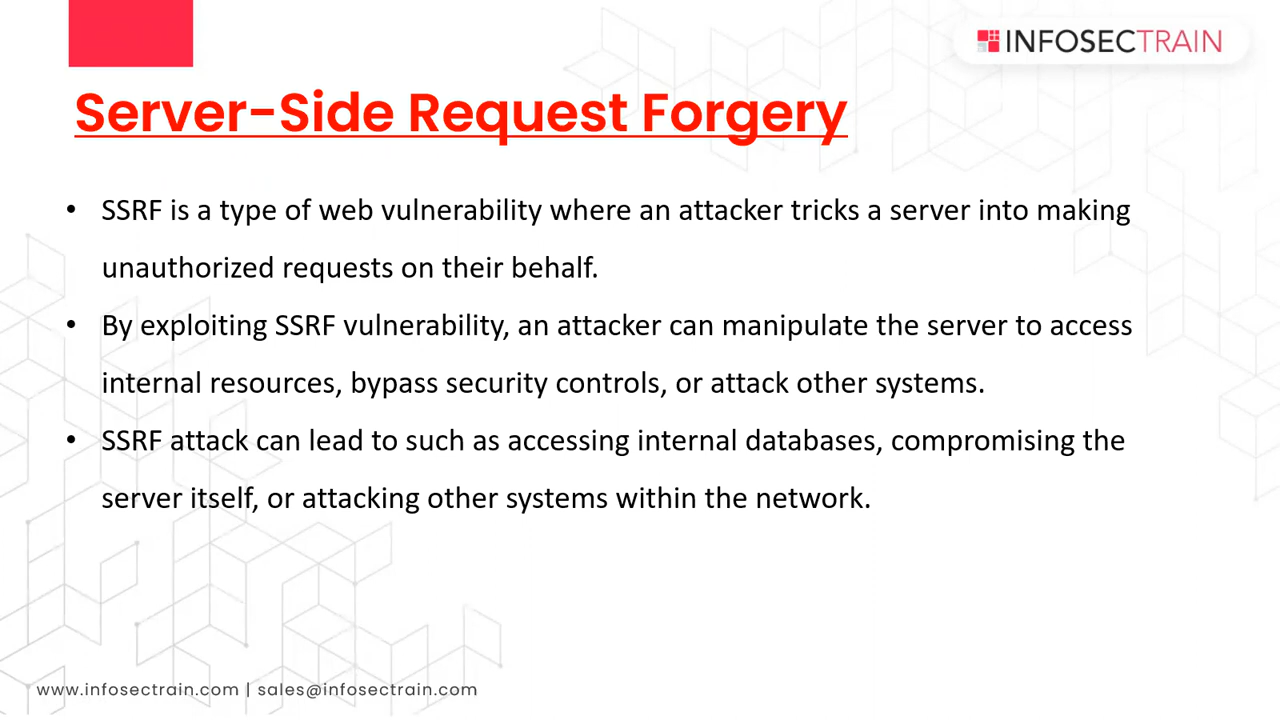 INFOSECTRAIN
Server-Side Request Forgery
• SSRF is a type of web vulnerability where an attacker tricks a server into making
unauthorized requests on their behalf.
• By exploiting SSRF vulnerability, an attacker can manipulate the server to access
internal resources, bypass security controls, or attack other systems.
• SSRF attack can lead to such as accessing internal databases, compromising the
server itself, or attacking other systems within the network.
www.infosectrain.com | sales@infosectrain.com